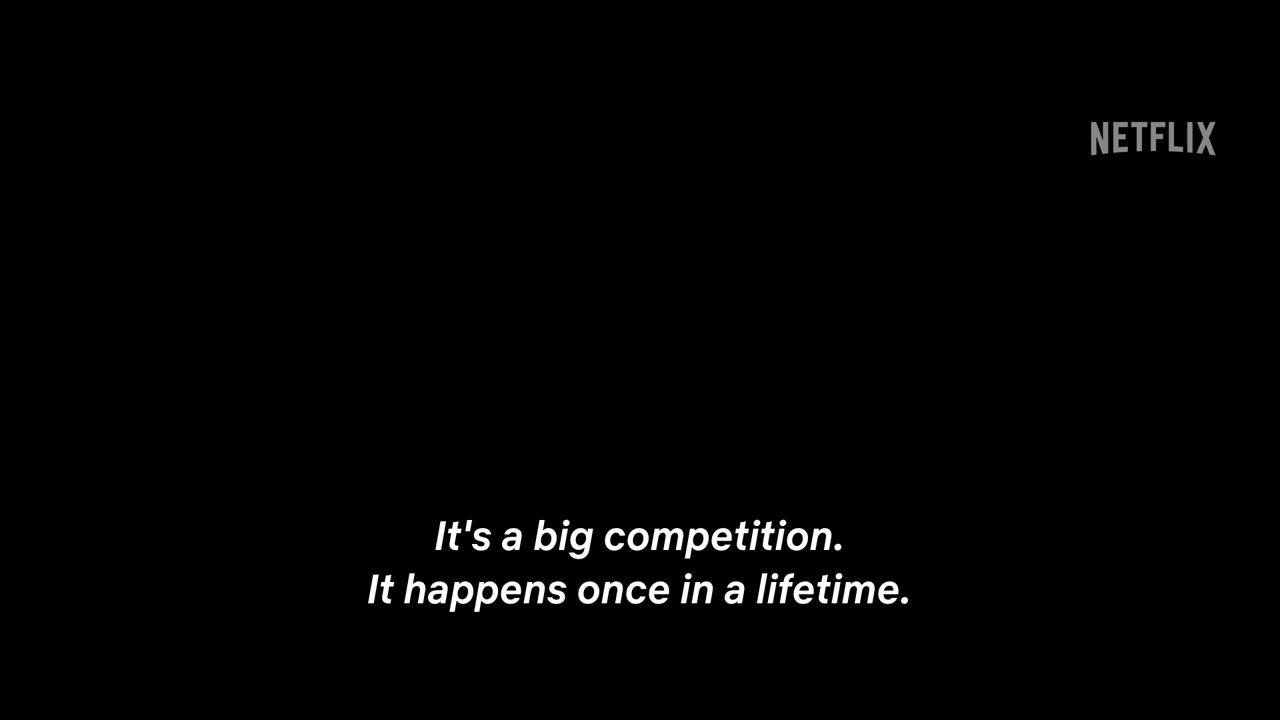 NETFLIX
It's a big competition.
It happens once in a lifetime.